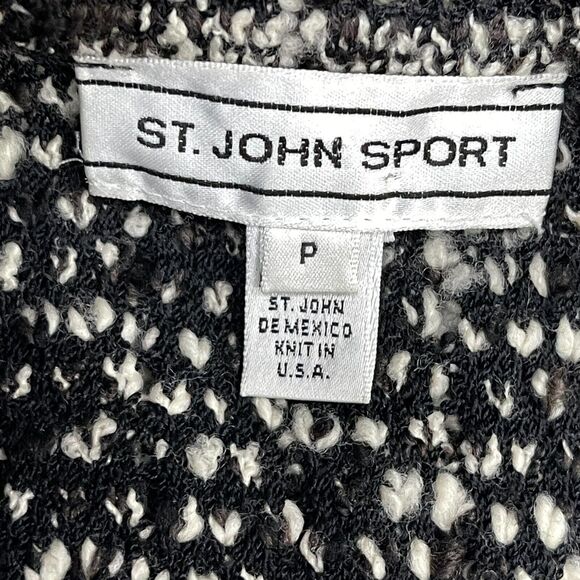 ST. JOHN SPORT
P
ST. JOHN
DE MEXICO
KNIT IN
U.S.A.